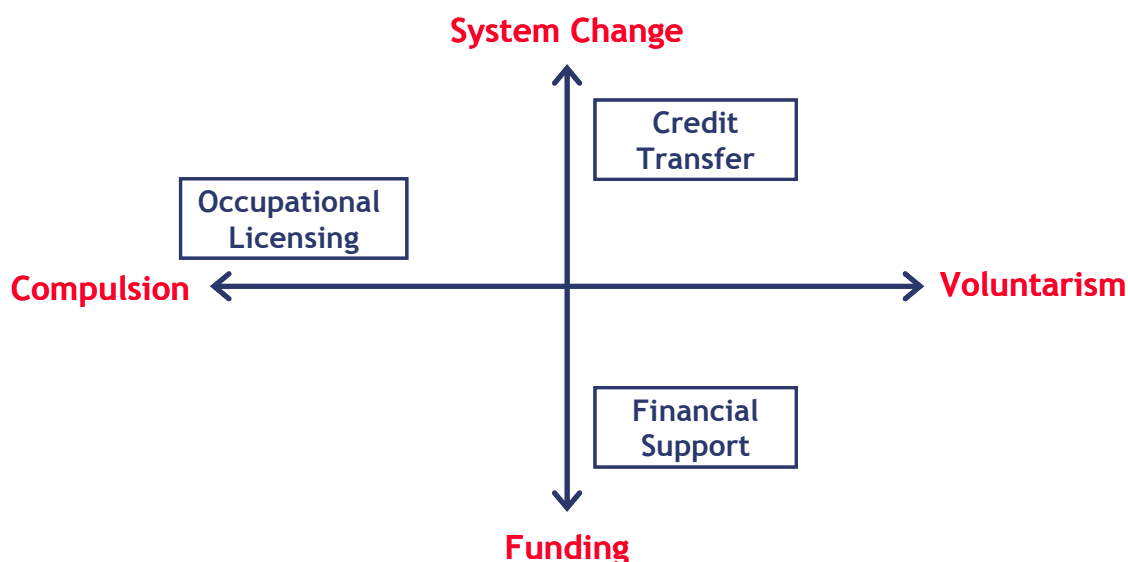 System Change
Credit
Transfer
Occupational
Licensing
Compulsion
Voluntarism
Financial
Support
Funding